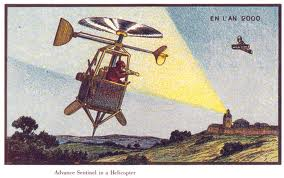 EN L'AN 2000
Advance Sentinel in a Helicopter